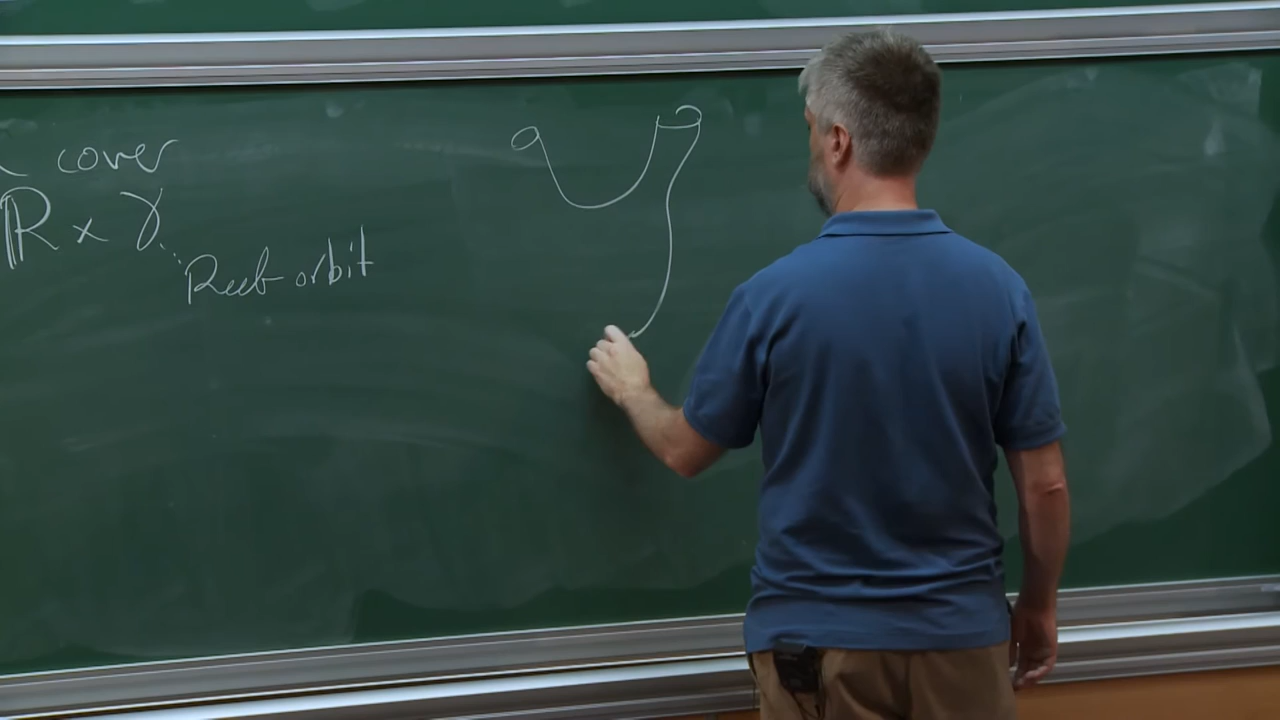 cover
ℝ × γ
Reeb orbit